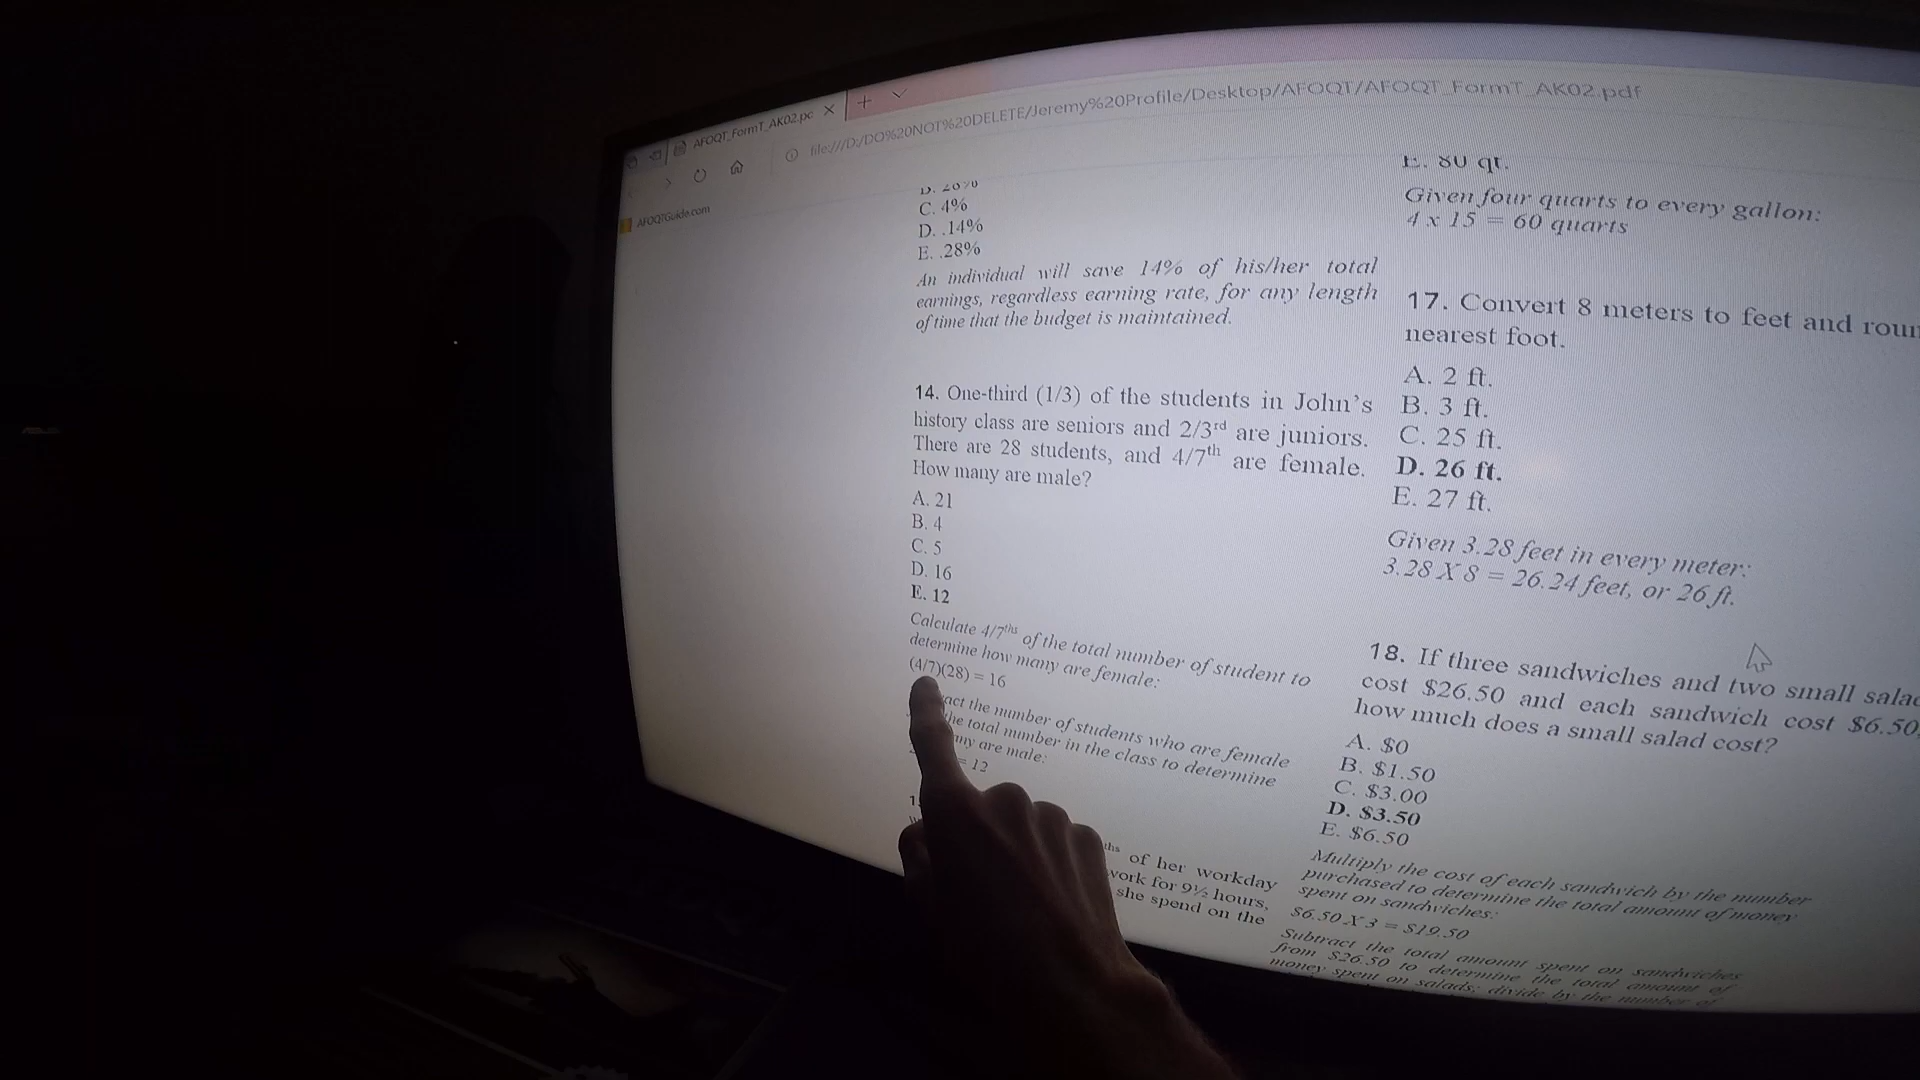 AFOQT_FormT_AK02.pc
file:///D:/DO%20NOT%20DELETE/Jeremy%20Profile/Desktop/AFOQT/AFOQT_FormT_AK02.pdf
AFOQTGuide.com
C. 4%
D. .14%
E. .28%
An individual will save 14% of his/her total
earnings, regardless earning rate, for any length
of time that the budget is maintained.
14. One-third (1/3) of the students in John's
history class are seniors and 2/3rd are juniors.
There are 28 students, and 4/7th are female.
How many are male?
A. 21
B. 4
C. 5
D. 16
E. 12
Calculate 4/7ths of the total number of student to
determine how many are female:
(4/7)(28) = 16
act the number of students who are female
the total number in the class to determine
my are male:
= 12
ths of her workday
work for 9½ hours,
she spend on the
E. 80 qt.
Given four quarts to every gallon:
4 x 15 = 60 quarts
17. Convert 8 meters to feet and roun
nearest foot.
A. 2 ft.
B. 3 ft.
C. 25 ft.
D. 26 ft.
E. 27 ft.
Given 3.28 feet in every meter:
3.28 X 8 = 26.24 feet, or 26 ft.
18. If three sandwiches and two small salad
cost $26.50 and each sandwich cost $6.50,
how much does a small salad cost?
A. $0
B. $1.50
C. $3.00
D. $3.50
E. $6.50
Multiply the cost of each sandwich by the number
purchased to determine the total amount of money
spent on sandwiches:
$6.50 X 3 = $19.50
Subtract the total amount spent on sandwiches
from $26.50 to determine the total amount of
money spent on salads; divide by the number of